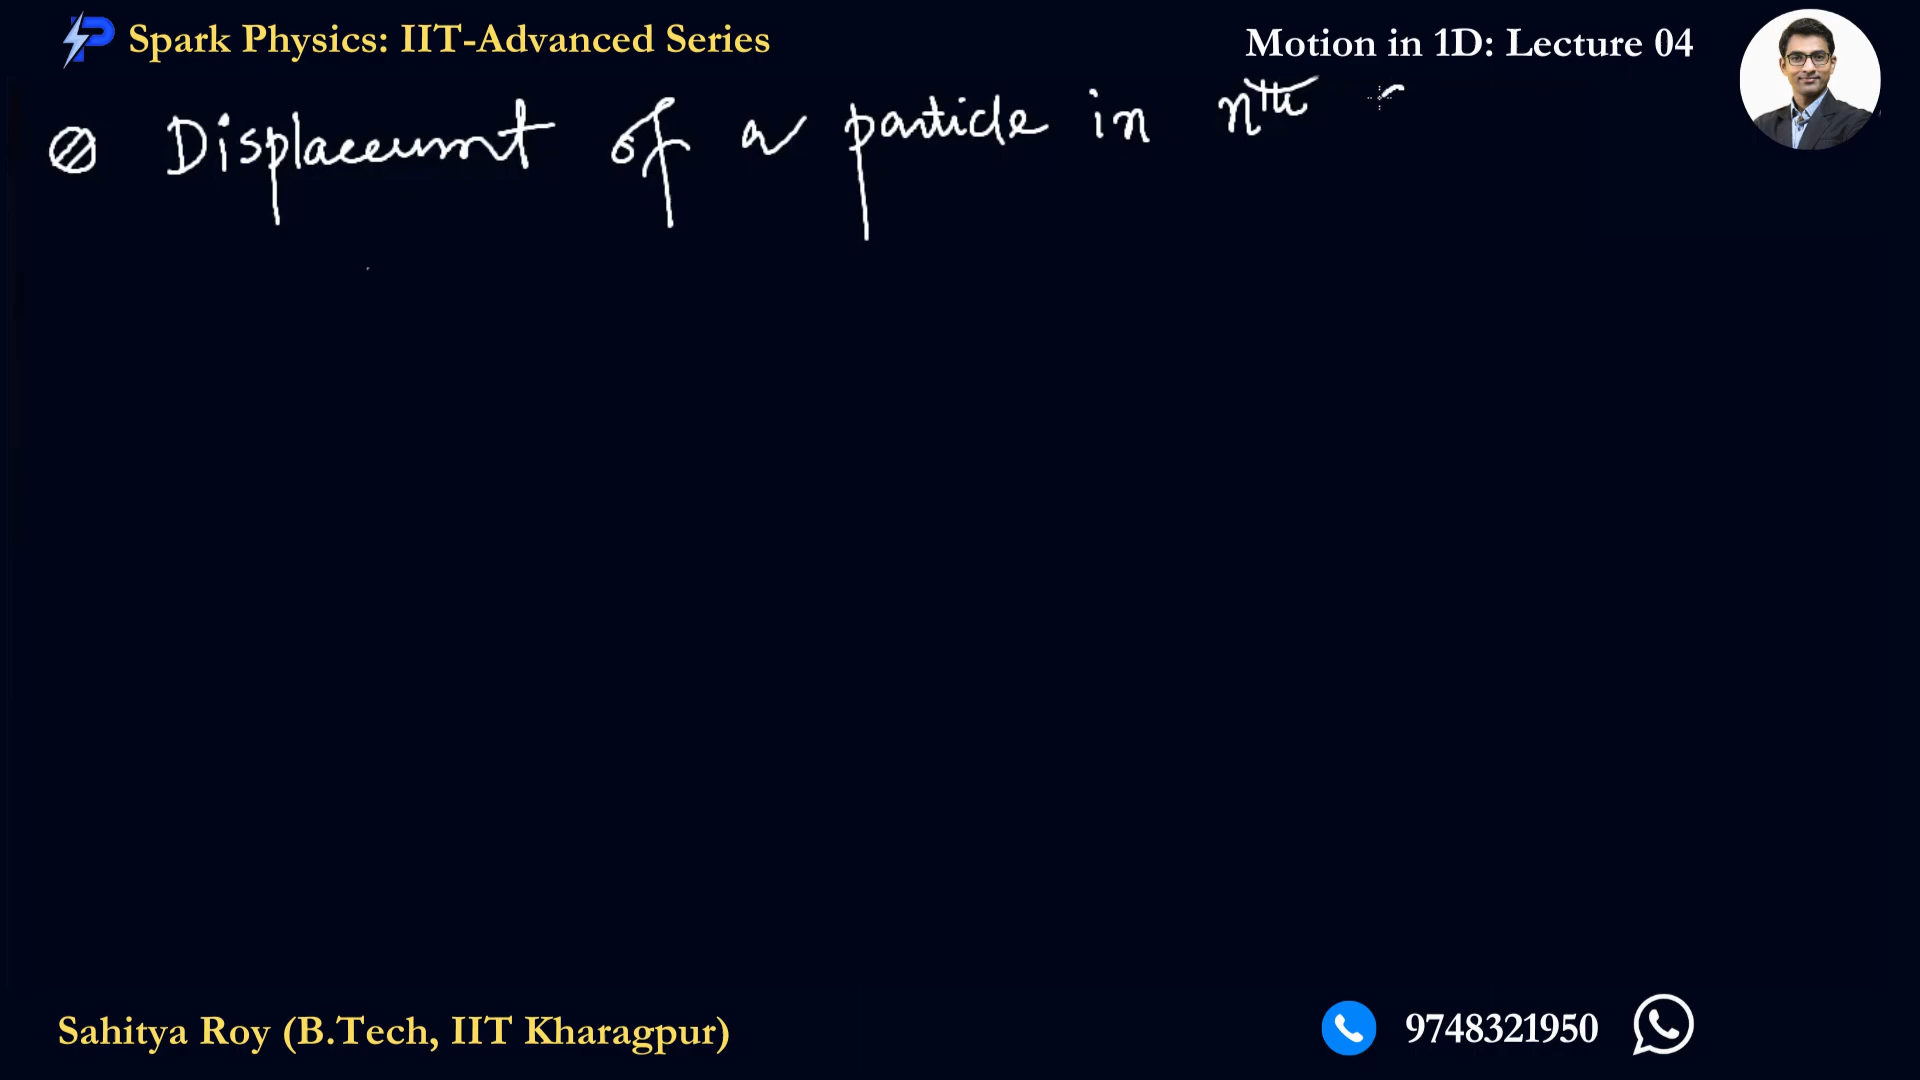 Spark Physics: IIT-Advanced Series
Motion in 1D: Lecture 04
Displacement of a particle in nth
Sahitya Roy (B.Tech, IIT Kharagpur)
9748321950